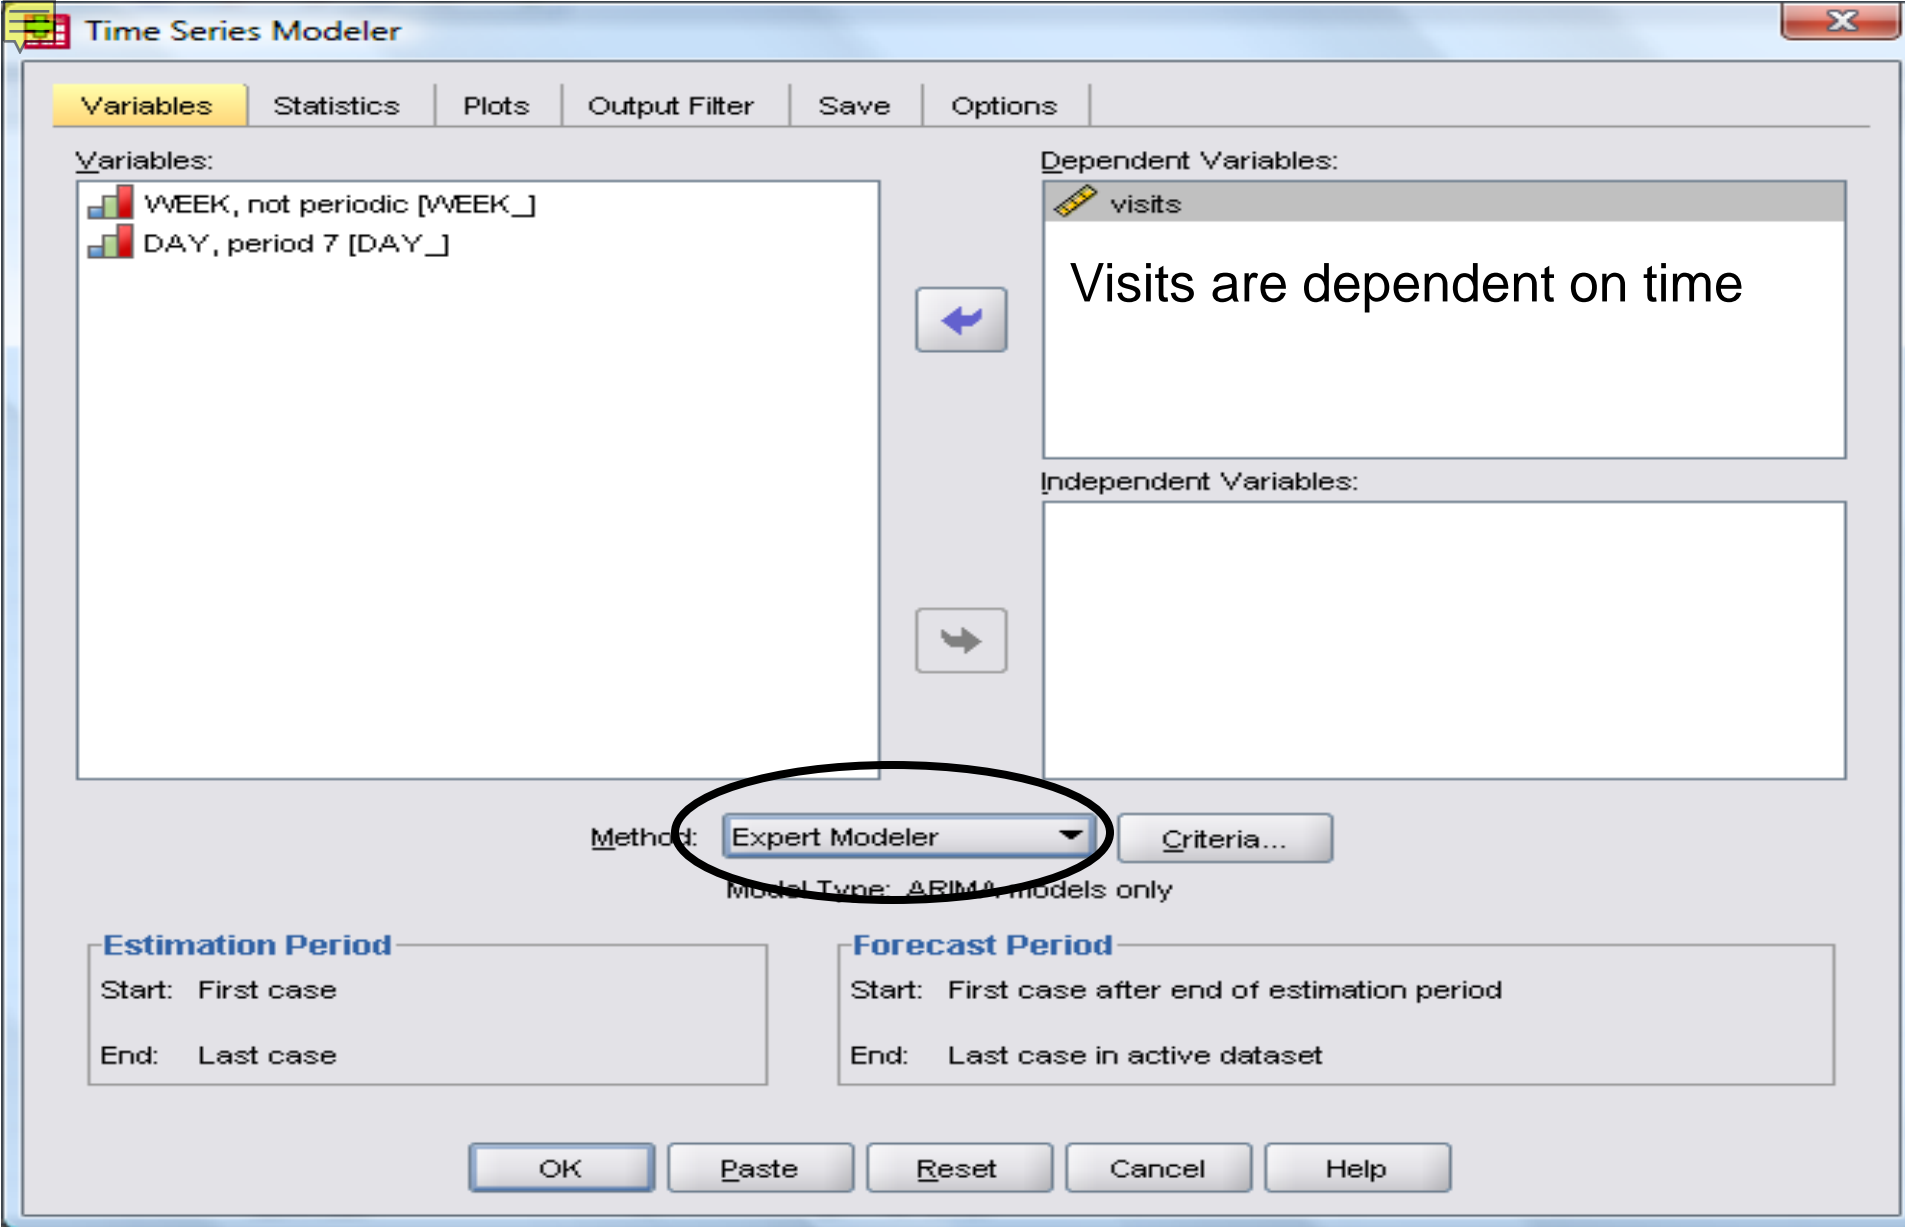 Time Series Modeler
Variables Statistics Plots Output Filter Save Options
Variables:
WEEK, not periodic [WEEK_]
DAY, period 7 [DAY_]
Dependent Variables:
visits
Visits are dependent on time
Independent Variables:
Method: Expert Modeler Criteria...
Model Type: ARIMA models only
Estimation Period
Start: First case
End: Last case
Forecast Period
Start: First case after end of estimation period
End: Last case in active dataset
OK Paste Reset Cancel Help